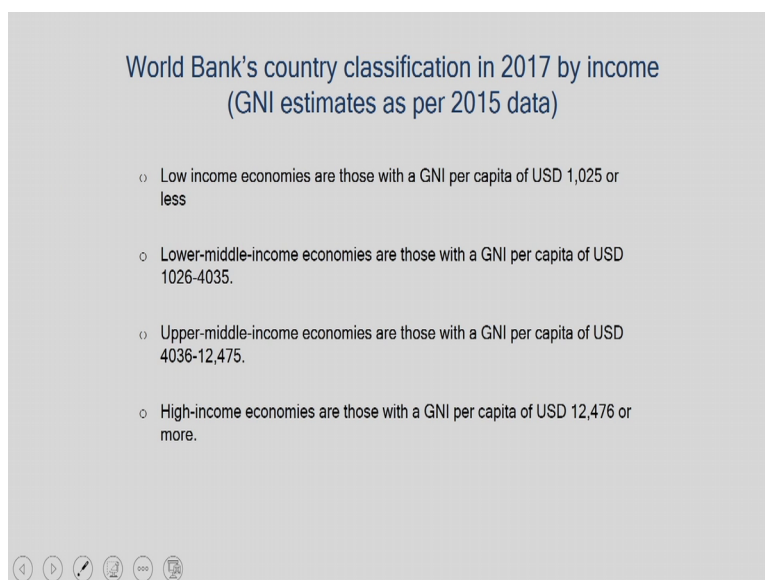 World Bank's country classification in 2017 by income
(GNI estimates as per 2015 data)
Low income economies are those with a GNI per capita of USD 1,025 or
less
Lower-middle-income economies are those with a GNI per capita of USD
1026-4035.
Upper-middle-income economies are those with a GNI per capita of USD
4036-12,475.
High-income economies are those with a GNI per capita of USD 12,476 or
more.